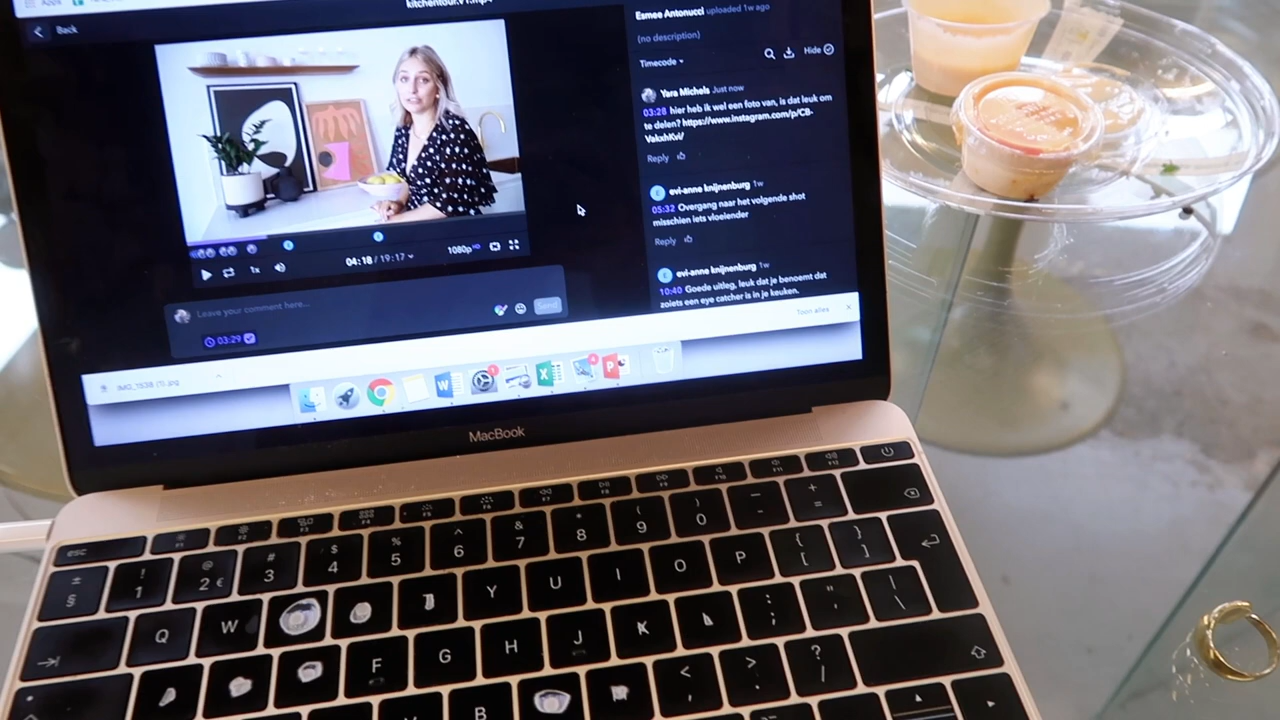 Apps
kitchentour.V1.mp4
Back
Esmee Antonucci uploaded 1w ago
(no description)
Timecode
Hide
Yara Michels Just now
03:28 hier heb ik wel een foto van, is dat leuk om
te delen? https://www.instagram.com/p/CB-
VakxhKvi/
Reply
evi-anne knijnenburg 1w
05:32 Overgang naar het volgende shot
misschien iets vloeiender
Reply
evi-anne knijnenburg 1w
10:40 Goede uitleg, leuk dat je benoemt dat
zoiets een eye catcher is in je keuken.
1x
04:18 / 19:17
1080p HD
Leave your comment here...
Send
03:29
Toon alles
IMG_1538 (1).jpg
W
1
X
4
P
MacBook
esc F1 F2 F3 F4 F5 F6 F7 F8 F9 F10 F11 F12
± § ! 1 @ 2 € # 3 $ 4 % 5 ^ 6 & 7 * 8 ( 9 ) 0 _ - + =
Q W Y U I O P { [ } ]
F G H J K : ; " ' | \
B < , > . ? /